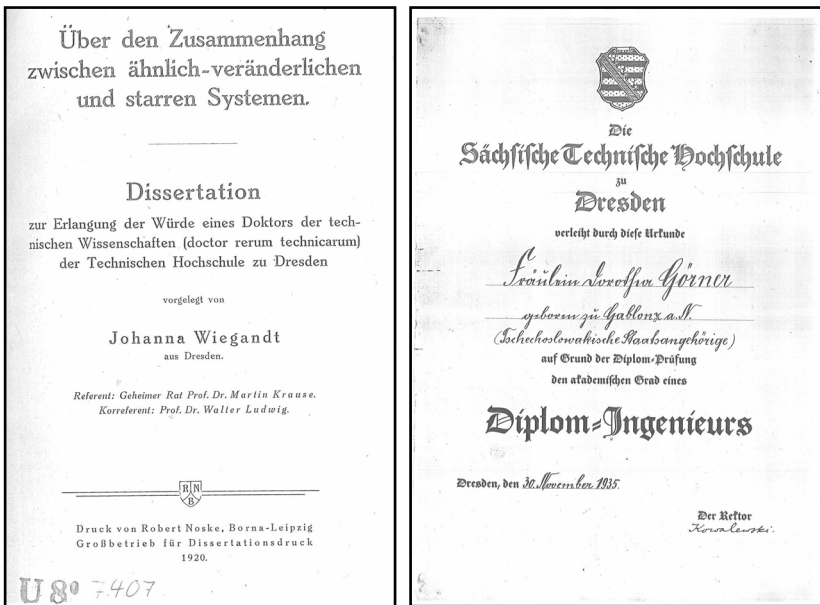 Über den Zusammenhang
zwischen ähnlich-veränderlichen
und starren Systemen.
Dissertation
zur Erlangung der Würde eines Doktors der tech-
nischen Wissenschaften (doctor rerum technicarum)
der Technischen Hochschule zu Dresden
vorgelegt von
Johanna Wiegandt
aus Dresden.
Referent: Geheimer Rat Prof. Dr. Martin Krause.
Korreferent: Prof. Dr. Walter Ludwig.
R N
B
Druck von Robert Noske, Borna-Leipzig
Großbetrieb für Dissertationsdruck
1920.
U 8° 7407
Die
Sächsische Technische Hochschule
zu
Dresden
verleiht durch diese Urkunde
Fräulein Dorothea Görner
geboren zu Gablonz a. N.
(Tschechoslowakische Staatsangehörige)
auf Grund der Diplom-Prüfung
den akademischen Grad eines
Diplom-Ingenieurs
Dresden, den 30. November 1935.
Der Rektor
Kowalewski.